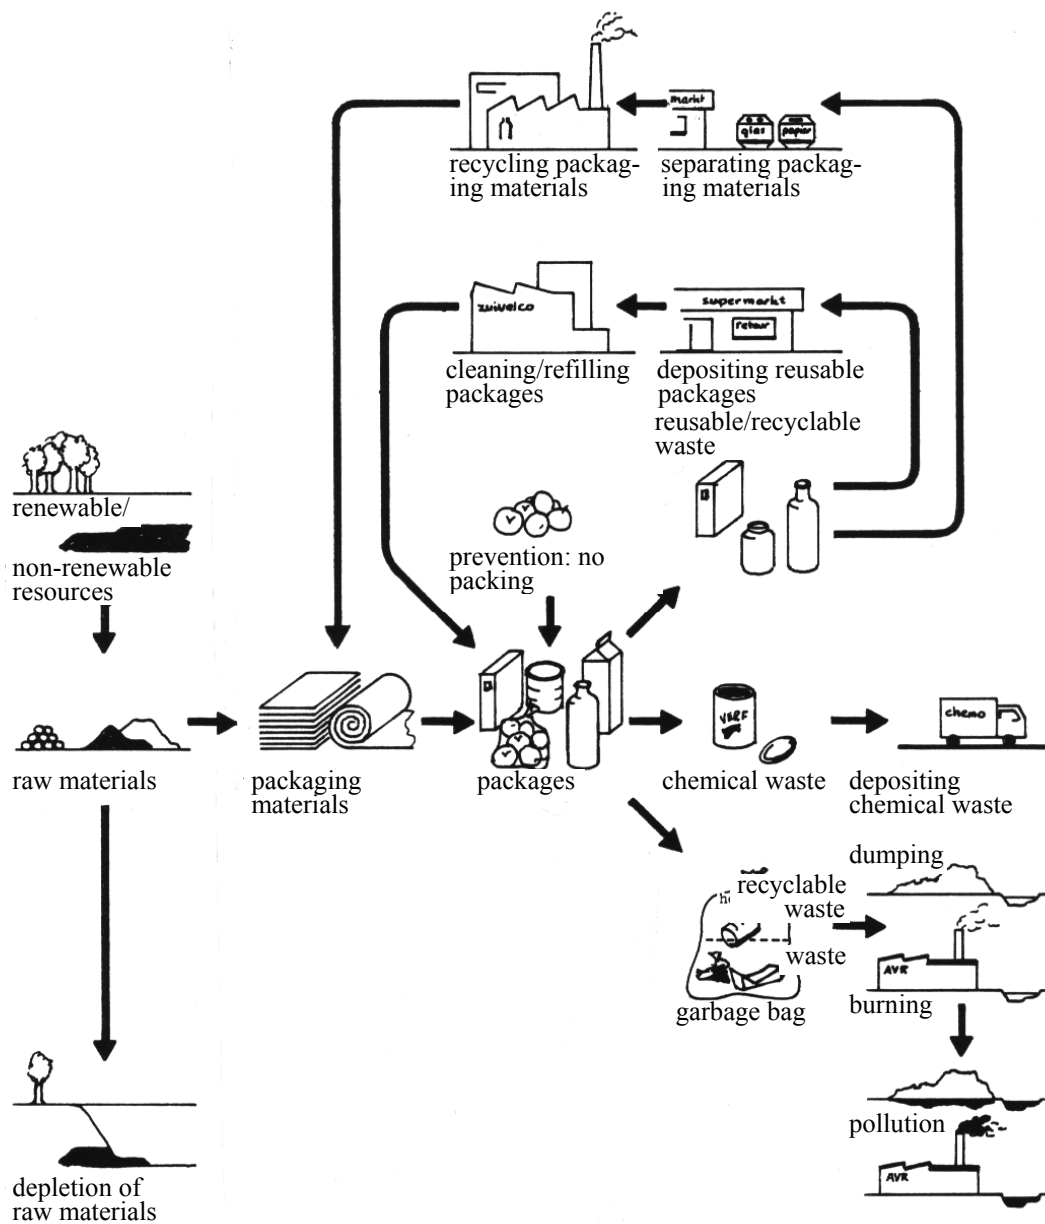 markt
glas
papier
recycling packag-
ing materials
separating packag-
ing materials
zuivelco
supermarkt
retour
cleaning/refilling
packages
depositing reusable
packages
reusable/recyclable
waste
renewable/
non-renewable
resources
prevention: no
packing
VERF
chemo
raw materials
packaging
materials
packages
chemical waste
depositing
chemical waste
dumping
recyclable
waste
waste
garbage bag
AVR
burning
pollution
AVR
depletion of
raw materials